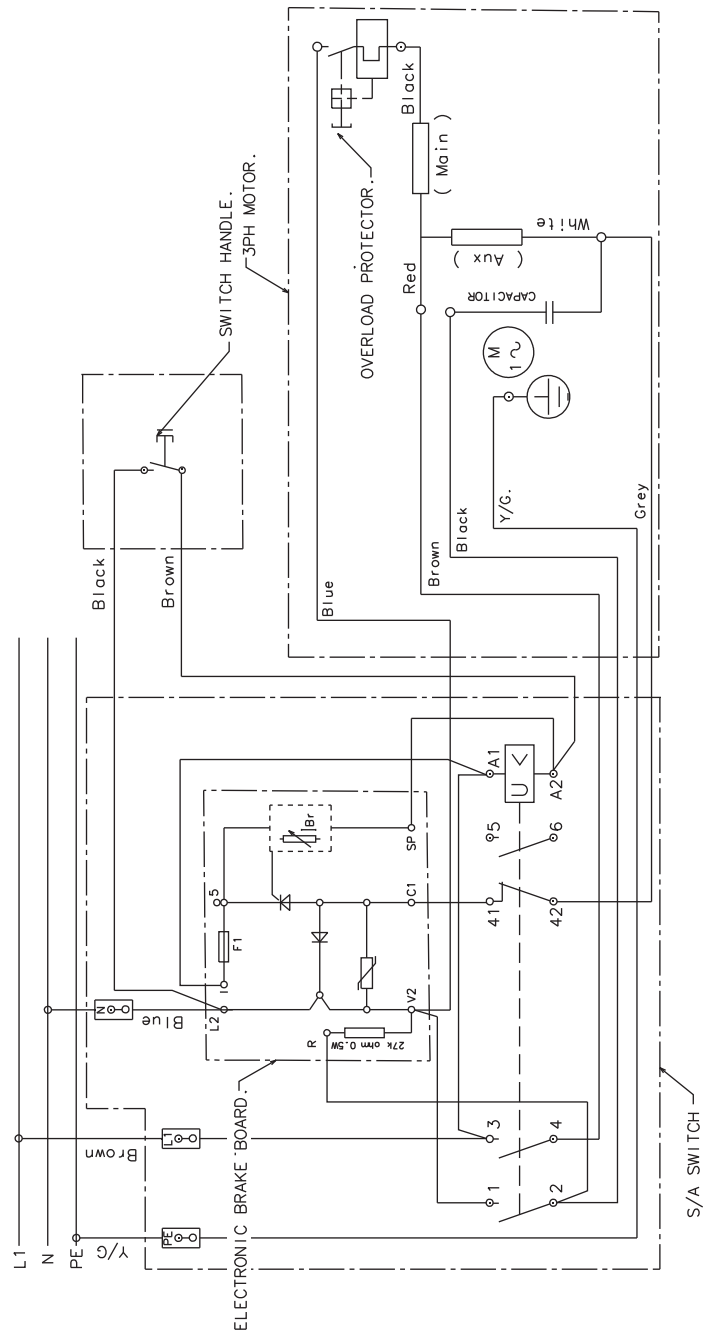 L1
N
PE
Y/G
Brown
Blue
PE
L1
N
Black
Brown
SWITCH HANDLE.
3PH MOTOR.
OVERLOAD PROTECTOR.
Black
( Main )
Red
( Aux )
White
CAPACITOR
M
1
Y/G.
Black
Brown
Blue
Grey
ELECTRONIC BRAKE BOARD.
S/A SWITCH
L2
I
5
F1
Br
SP
C1
V2
R
27k ohm 0.5W
A1
U <
A2
5
6
41
42
3
4
1
2